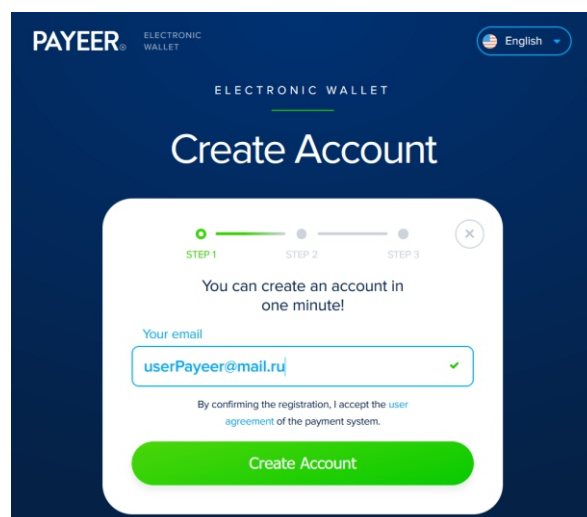 PAYEER®
ELECTRONIC
WALLET
English
ELECTRONIC WALLET
Create Account
STEP 1
STEP 2
STEP 3
You can create an account in
one minute!
Your email
userPayeer@mail.ru
By confirming the registration, I accept the user
agreement of the payment system.
Create Account